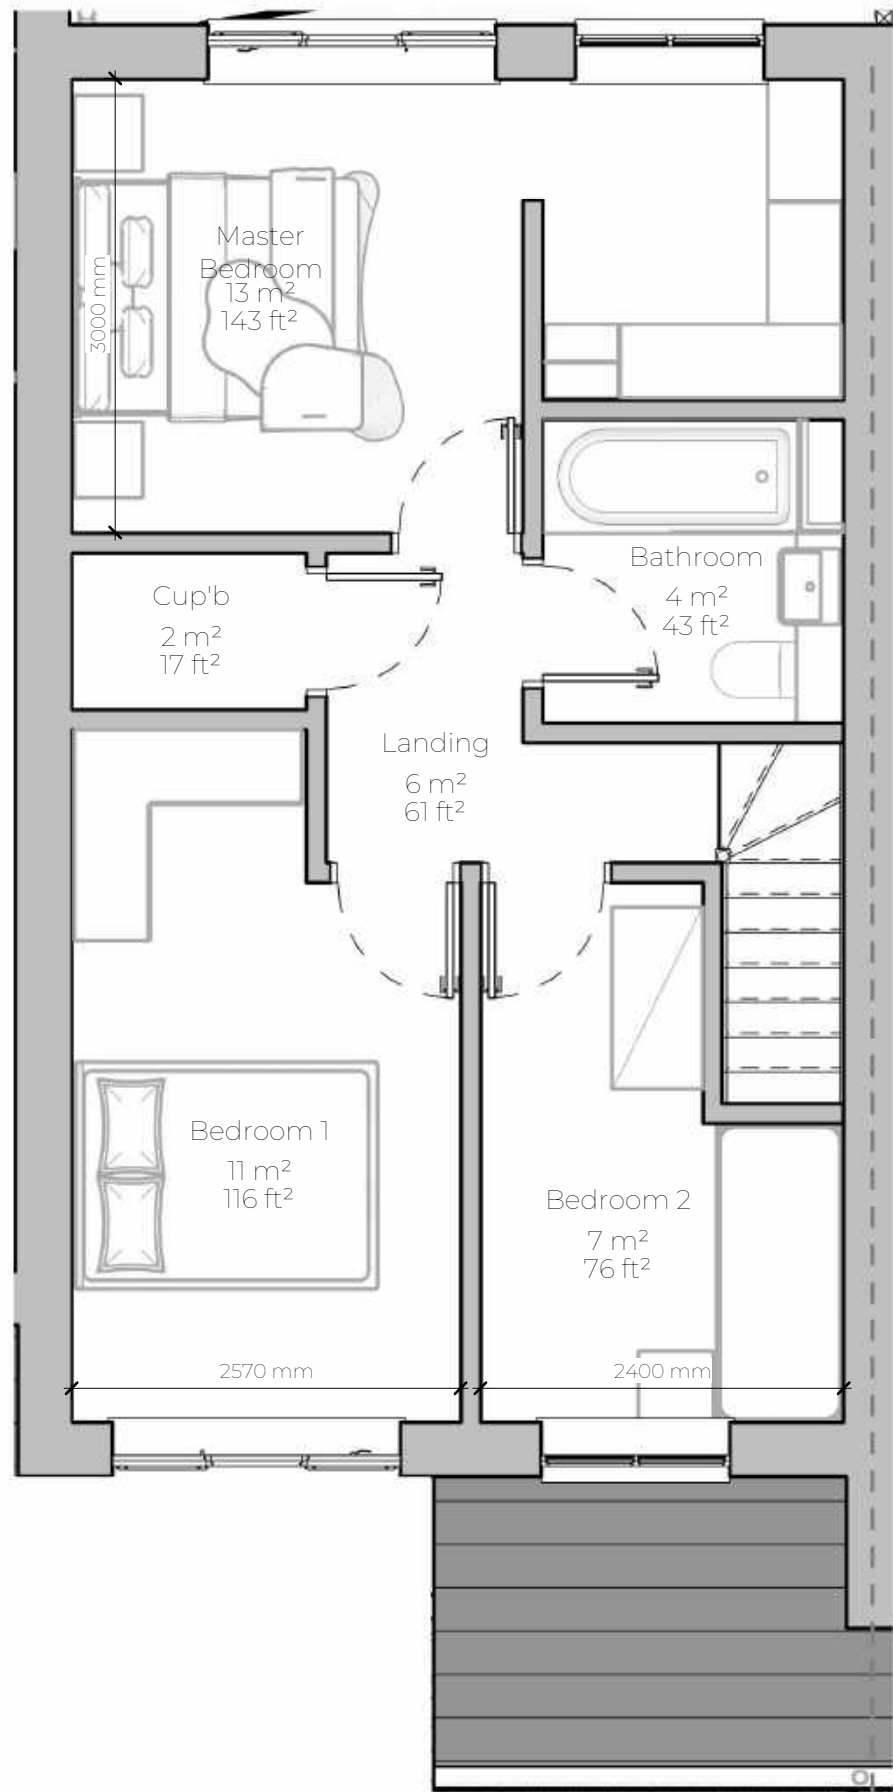 Master
Bedroom
13 m²
143 ft²
3000 mm
Bathroom
4 m²
43 ft²
Cup'b
2 m²
17 ft²
Landing
6 m²
61 ft²
Bedroom 1
11 m²
116 ft²
Bedroom 2
7 m²
76 ft²
2570 mm
2400 mm